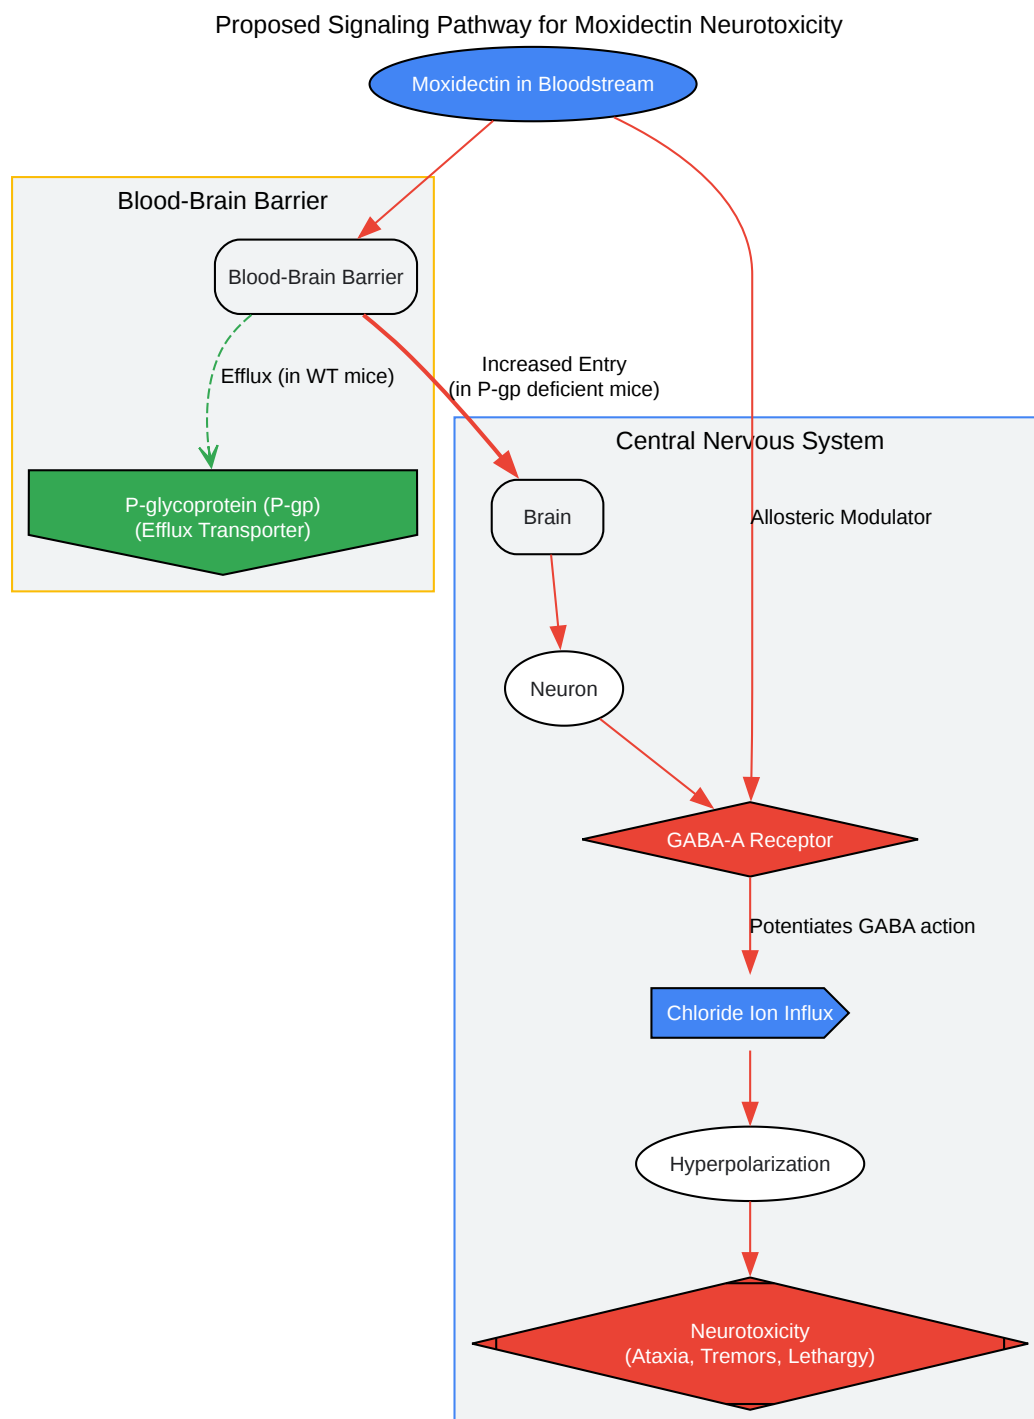 Proposed Signaling Pathway for Moxidectin Neurotoxicity
Moxidectin in Bloodstream
Blood-Brain Barrier
Blood-Brain Barrier
Efflux (in WT mice)
Increased Entry
(in P-gp deficient mice)
P-glycoprotein (P-gp)
(Efflux Transporter)
Central Nervous System
Brain
Allosteric Modulator
Neuron
GABA-A Receptor
Potentiates GABA action
Chloride Ion Influx
Hyperpolarization
Neurotoxicity
(Ataxia, Tremors, Lethargy)